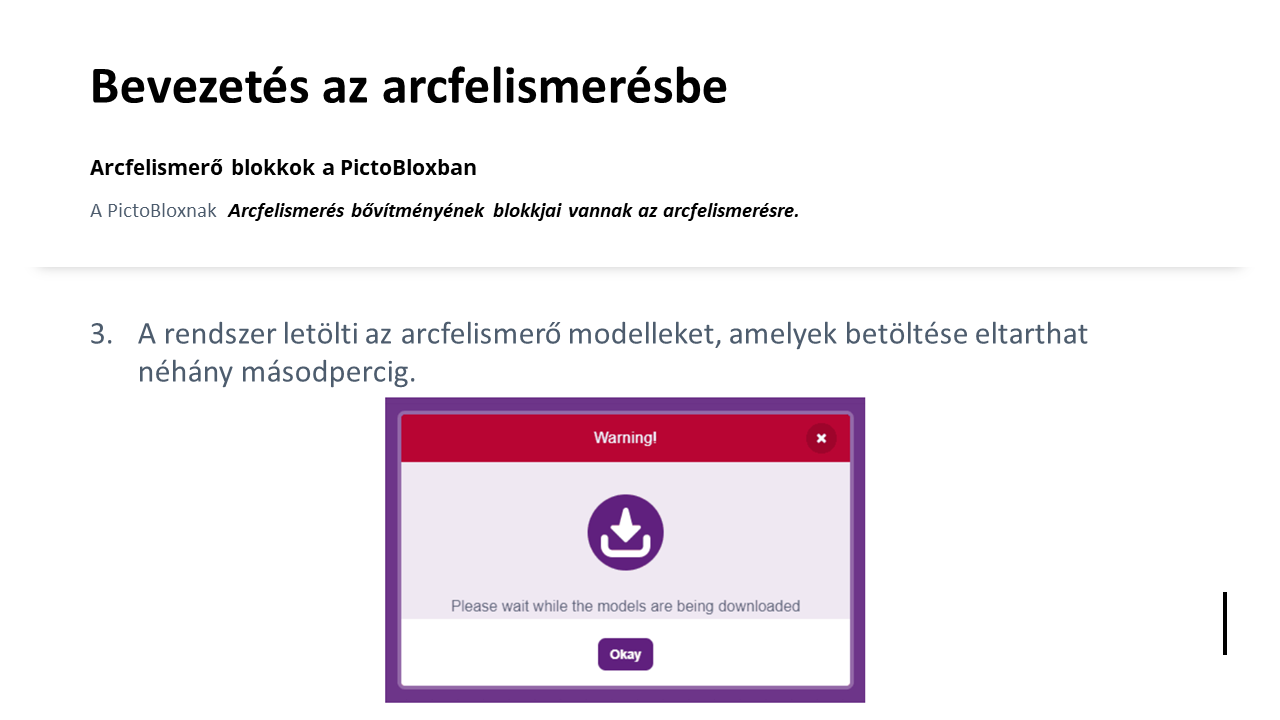 Bevezetés az arcfelismerésbe
Arcfelismerő blokkok a PictoBloxban
A PictoBloxnak Arcfelismerés bővítményének blokkjai vannak az arcfelismerésre.
3. A rendszer letölti az arcfelismerő modelleket, amelyek betöltése eltarthat
néhány másodpercig.
Warning!
Please wait while the models are being downloaded
Okay